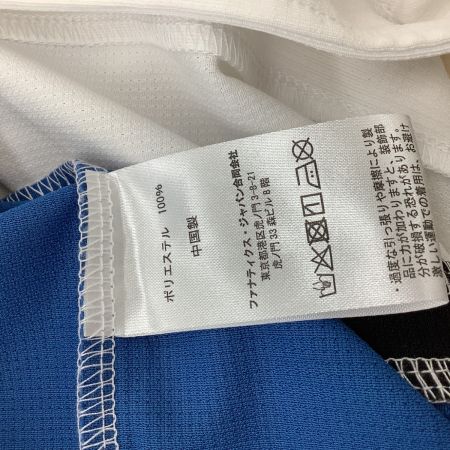 ポリエステル 100%
中国製
ファナティクス・ジャパン合同会社
東京都港区虎ノ門 3-8-21
虎ノ門 33 森ビル 8 階
・過度な引っ張りや摩擦により製
品に力が加わりますと、装飾部
分が破損する恐れがあります。
激しい運動での着用は、お避け